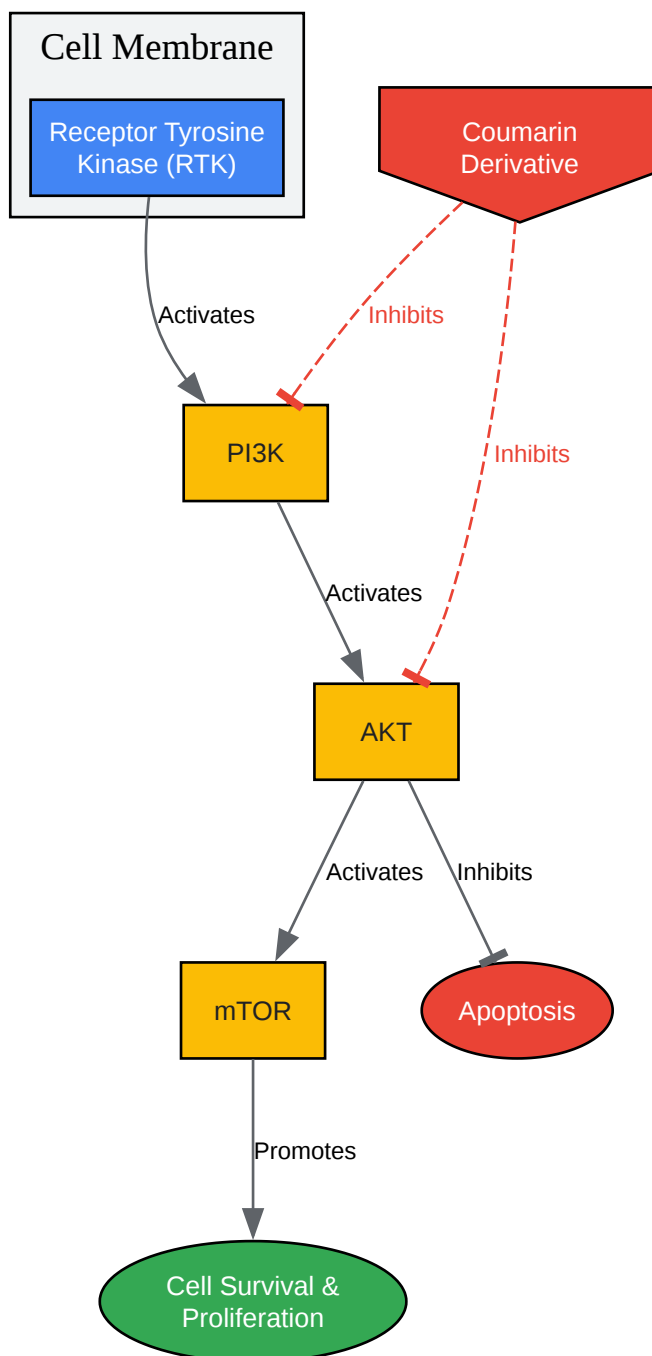 Cell Membrane
Receptor Tyrosine
Kinase (RTK)
Coumarin
Derivative
Activates
Inhibits
PI3K
Inhibits
Activates
AKT
Activates
Inhibits
mTOR
Apoptosis
Promotes
Cell Survival &
Proliferation